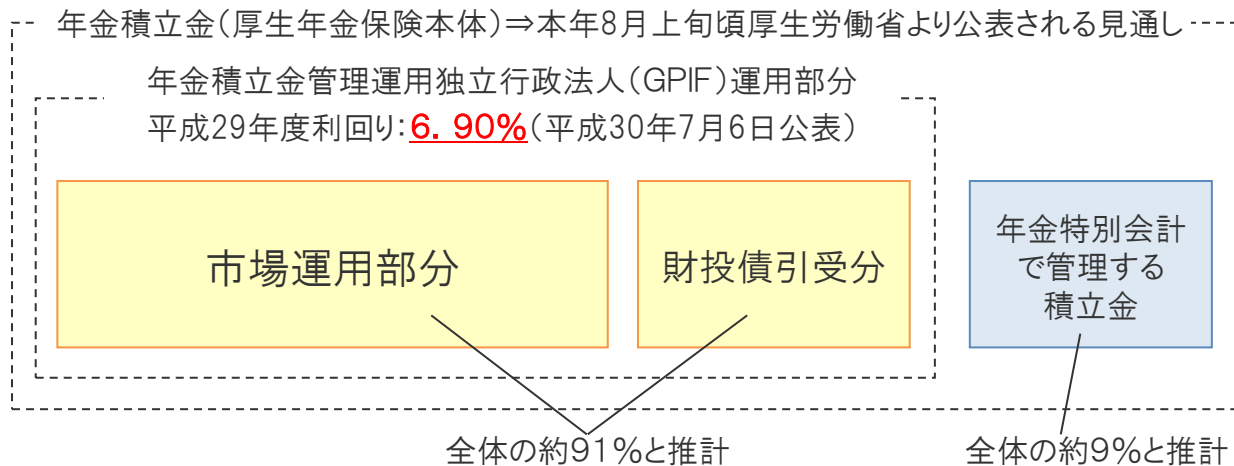 年金積立金（厚生年金保険本体）⇒本年8月上旬頃厚生労働省より公表される見通し
年金積立金管理運用独立行政法人（GPIF）運用部分
平成29年度利回り：６．９０％（平成30年7月6日公表）
市場運用部分
財投債引受分
年金特別会計
で管理する
積立金
全体の約91％と推計
全体の約9％と推計